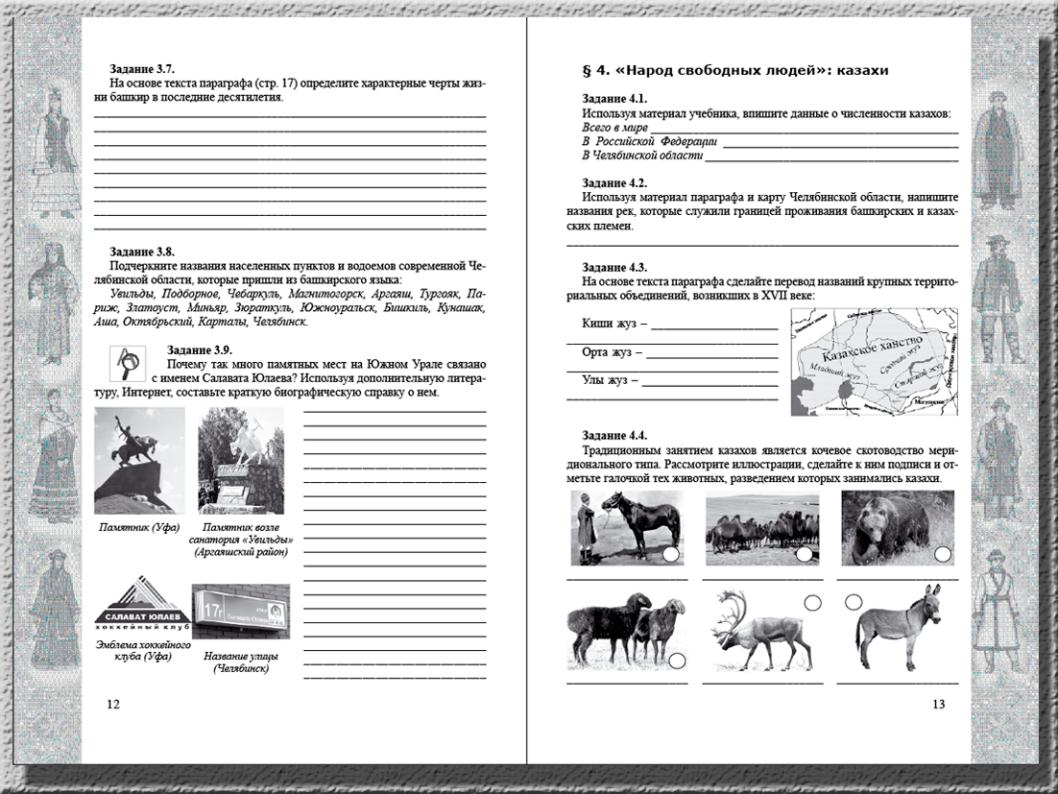 Задание 3.7.
На основе текста параграфа (стр. 17) определите характерные черты жиз-
ни башкир в последние десятилетия.
Задание 3.8.
Подчеркните названия населенных пунктов и водоемов современной Че-
лябинской области, которые пришли из башкирского языка:
Увильды, Подборное, Чебаркуль, Магнитогорск, Аргаяш, Тургояк, Па-
риж, Златоуст, Миньяр, Зюраткуль, Южноуральск, Бишкиль, Кунашак,
Аша, Октябрьский, Карталы, Челябинск.
Задание 3.9.
Почему так много памятных мест на Южном Урале связано
с именем Салавата Юлаева? Используя дополнительную литера-
туру, Интернет, составьте краткую биографическую справку о нем.
Памятник (Уфа)
Памятник возле
санатория «Увильды»
(Аргаяшский район)
САЛАВАТ ЮЛАЕВ
ХОККЕЙНЫЙ КЛУБ
Эмблема хоккейного
клуба (Уфа)
17г
Название улицы
(Челябинск)
12
§ 4. «Народ свободных людей»: казахи
Задание 4.1.
Используя материал учебника, впишите данные о численности казахов:
Всего в мире
В Российской Федерации
В Челябинской области
Задание 4.2.
Используя материал параграфа и карту Челябинской области, напишите
названия рек, которые служили границей проживания башкирских и казах-
ских племен.
Задание 4.3.
На основе текста параграфа сделайте перевод названий крупных террито-
риальных объединений, возникших в XVII веке:
Киши жуз –
Орта жуз –
Улы жуз –
Казахское ханство
Младший жуз
Средний жуз
Старший жуз
Задание 4.4.
Традиционным занятием казахов является кочевое скотоводство мери-
дионального типа. Рассмотрите иллюстрации, сделайте к ним подписи и от-
метьте галочкой тех животных, разведением которых занимались казахи.
13